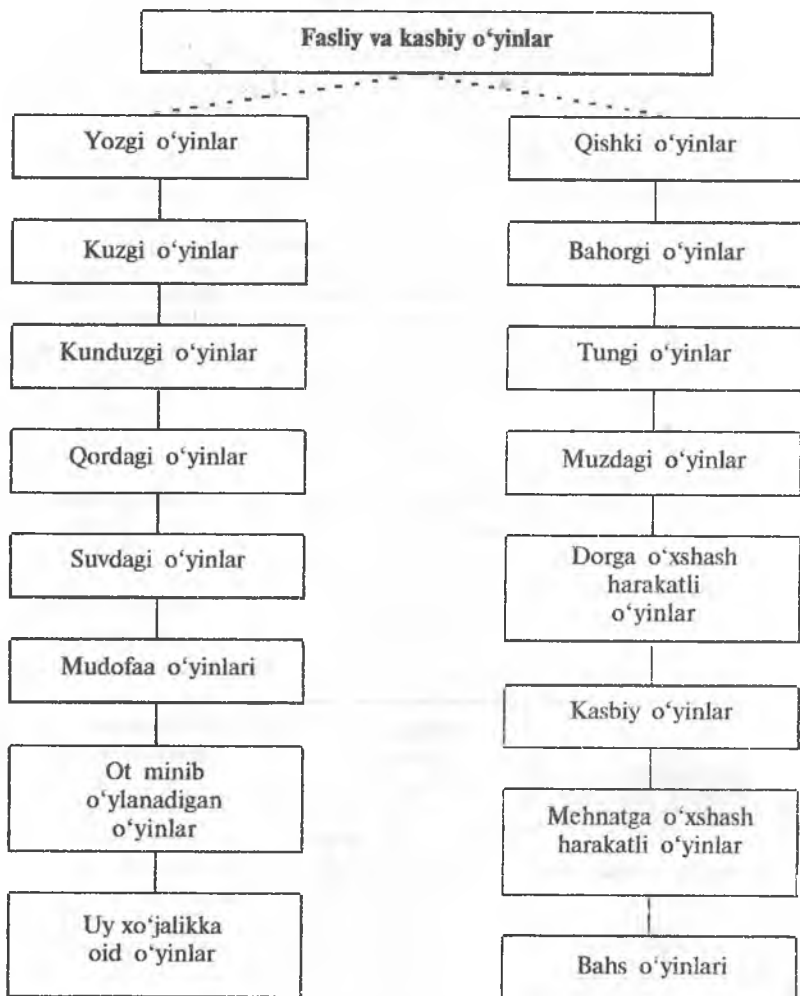 Fasliy va kasbiy o‘yinlar
Yozgi o‘yinlar
Kuzgi o‘yinlar
Kunduzgi o‘yinlar
Qordagi o‘yinlar
Suvdagi o‘yinlar
Mudofaa o‘yinlari
Ot minib
o‘ylanadigan
o‘yinlar
Uy xo‘jalikka
oid o‘yinlar
Qishki o‘yinlar
Bahorgi o‘yinlar
Tungi o‘yinlar
Muzdagi o‘yinlar
Dorga o‘xshash
harakatli
o‘yinlar
Kasbiy o‘yinlar
Mehnatga o‘xshash
harakatli o‘yinlar
Bahs o‘yinlari